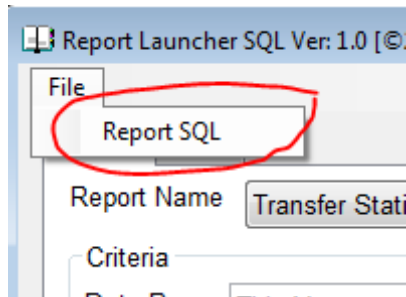 Report Launcher SQL Ver: 1.0 [©
File
Report SQL
Report Name Transfer Stati
Criteria